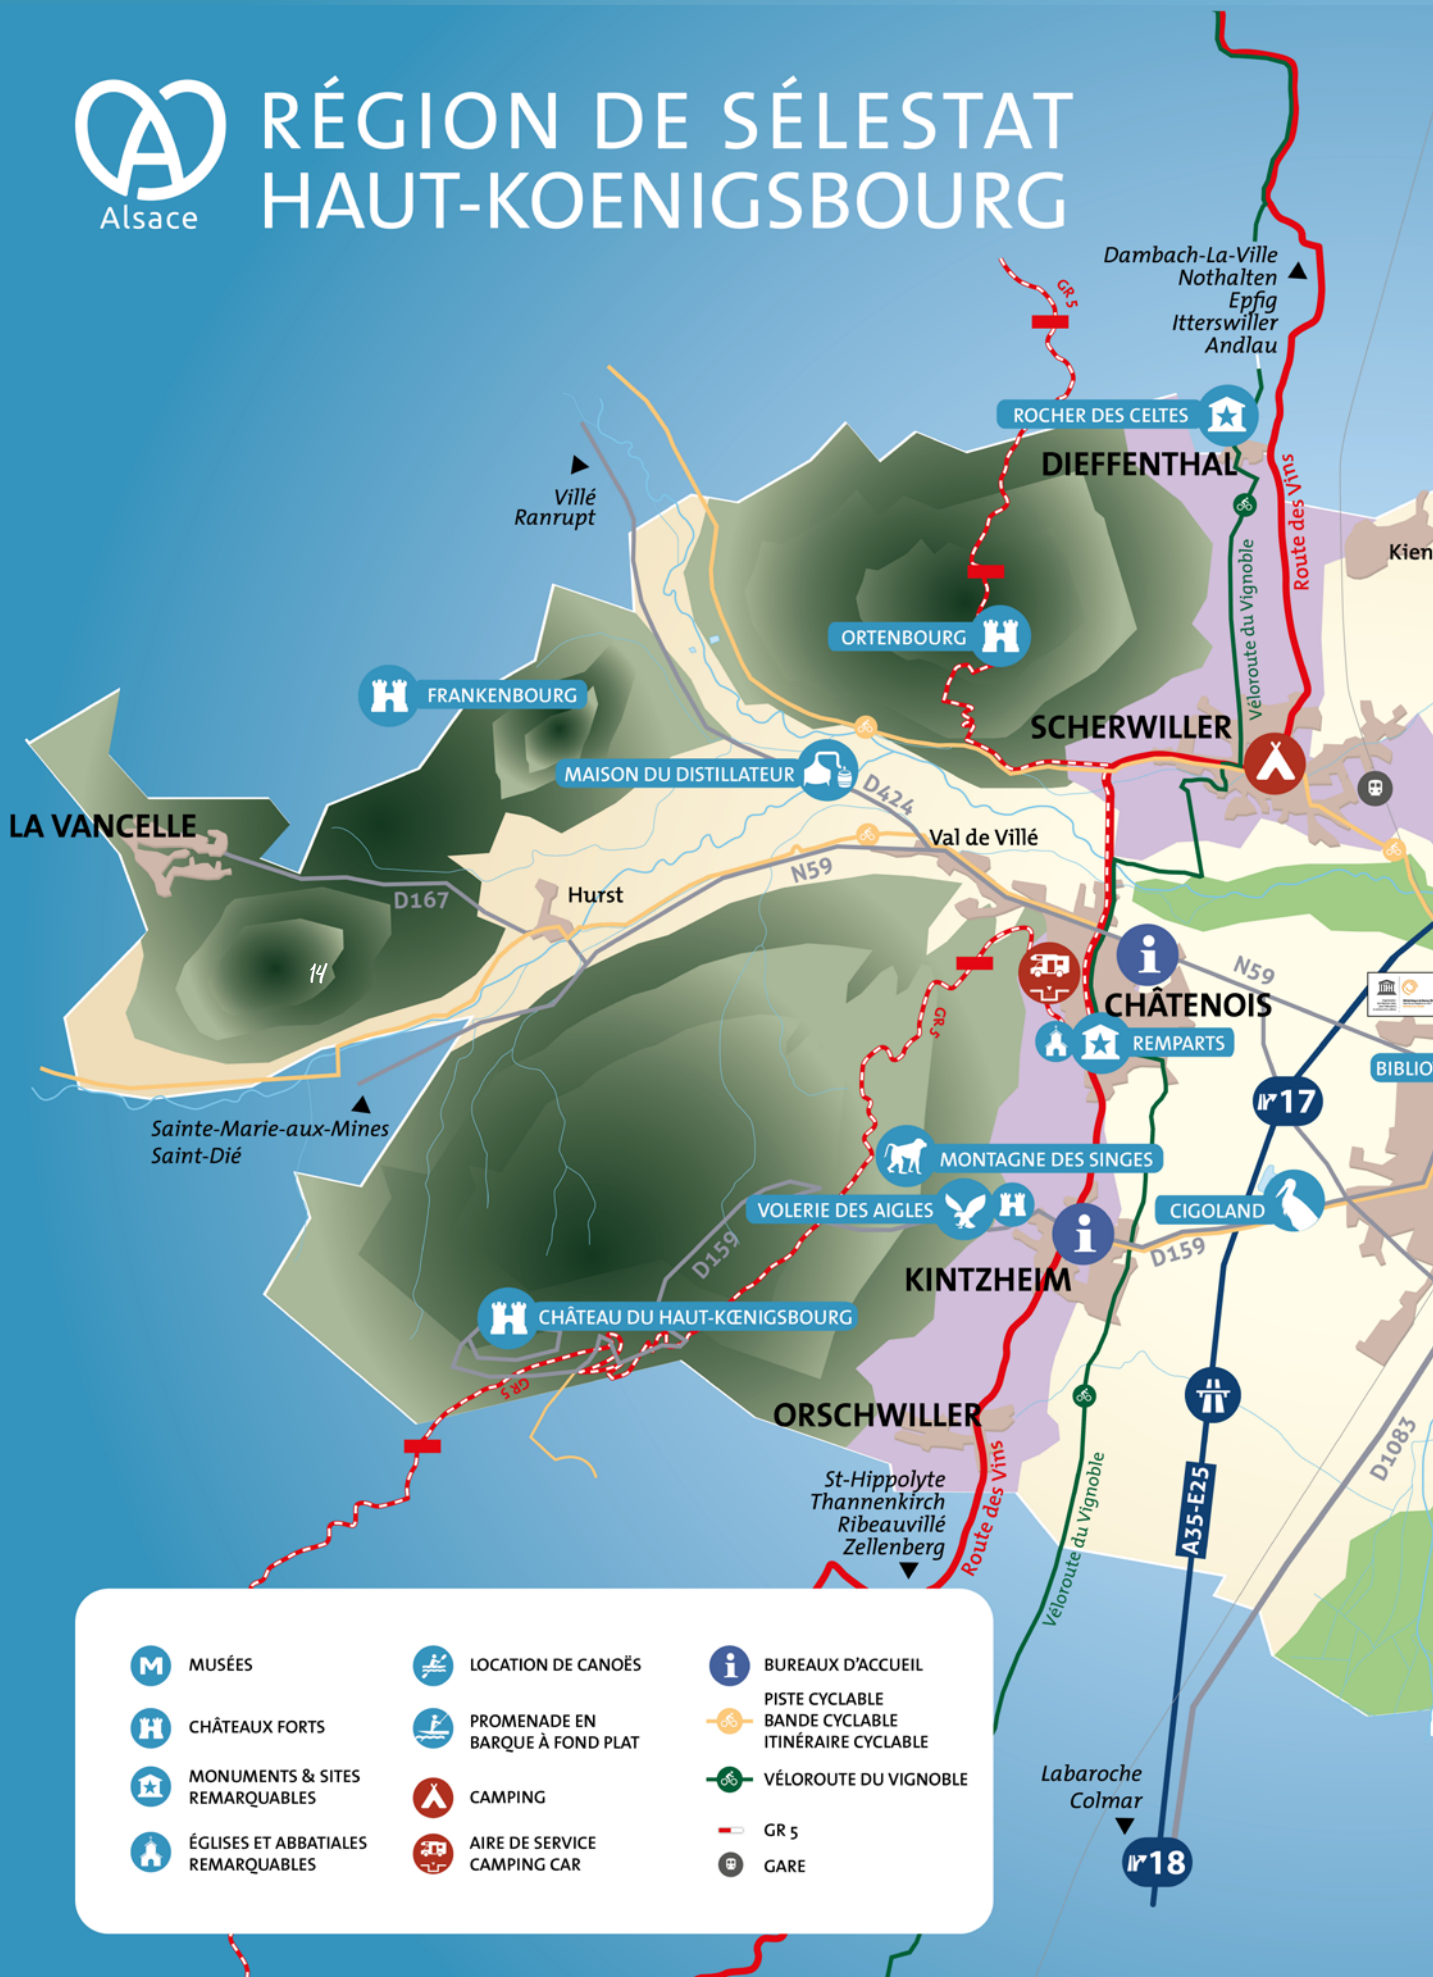 RÉGION DE SÉLESTAT
HAUT-KOENIGSBOURG
Alsace
Dambach-La-Ville
Nothalten
Epfig
Itterswiller
Andlau
GR 5
ROCHER DES CELTES
DIEFFENTHAL
Route des Vins
Villé
Ranrupt
Kien
Véloroute du Vignoble
ORTENBOURG
FRANKENBOURG
SCHERWILLER
MAISON DU DISTILLATEUR
D424
LA VANCELLE
Val de Villé
N59
Hurst
D167
14
N59
CHÂTENOIS
GR 5
REMPARTS
BIBLIO
17
Sainte-Marie-aux-Mines
Saint-Dié
MONTAGNE DES SINGES
VOLERIE DES AIGLES
CIGOLAND
D159
D159
KINTZHEIM
CHÂTEAU DU HAUT-KŒNIGSBOURG
GR 5
ORSCHWILLER
D1083
St-Hippolyte
Thannenkirch
Ribeauvillé
Zellenberg
Route des Vins
Véloroute du Vignoble
A35-E25
MUSÉES
CHÂTEAUX FORTS
MONUMENTS & SITES
REMARQUABLES
ÉGLISES ET ABBATIALES
REMARQUABLES
LOCATION DE CANOËS
PROMENADE EN
BARQUE À FOND PLAT
CAMPING
AIRE DE SERVICE
CAMPING CAR
BUREAUX D'ACCUEIL
PISTE CYCLABLE
BANDE CYCLABLE
ITINÉRAIRE CYCLABLE
VÉLOROUTE DU VIGNOBLE
GR 5
GARE
Labaroche
Colmar
18